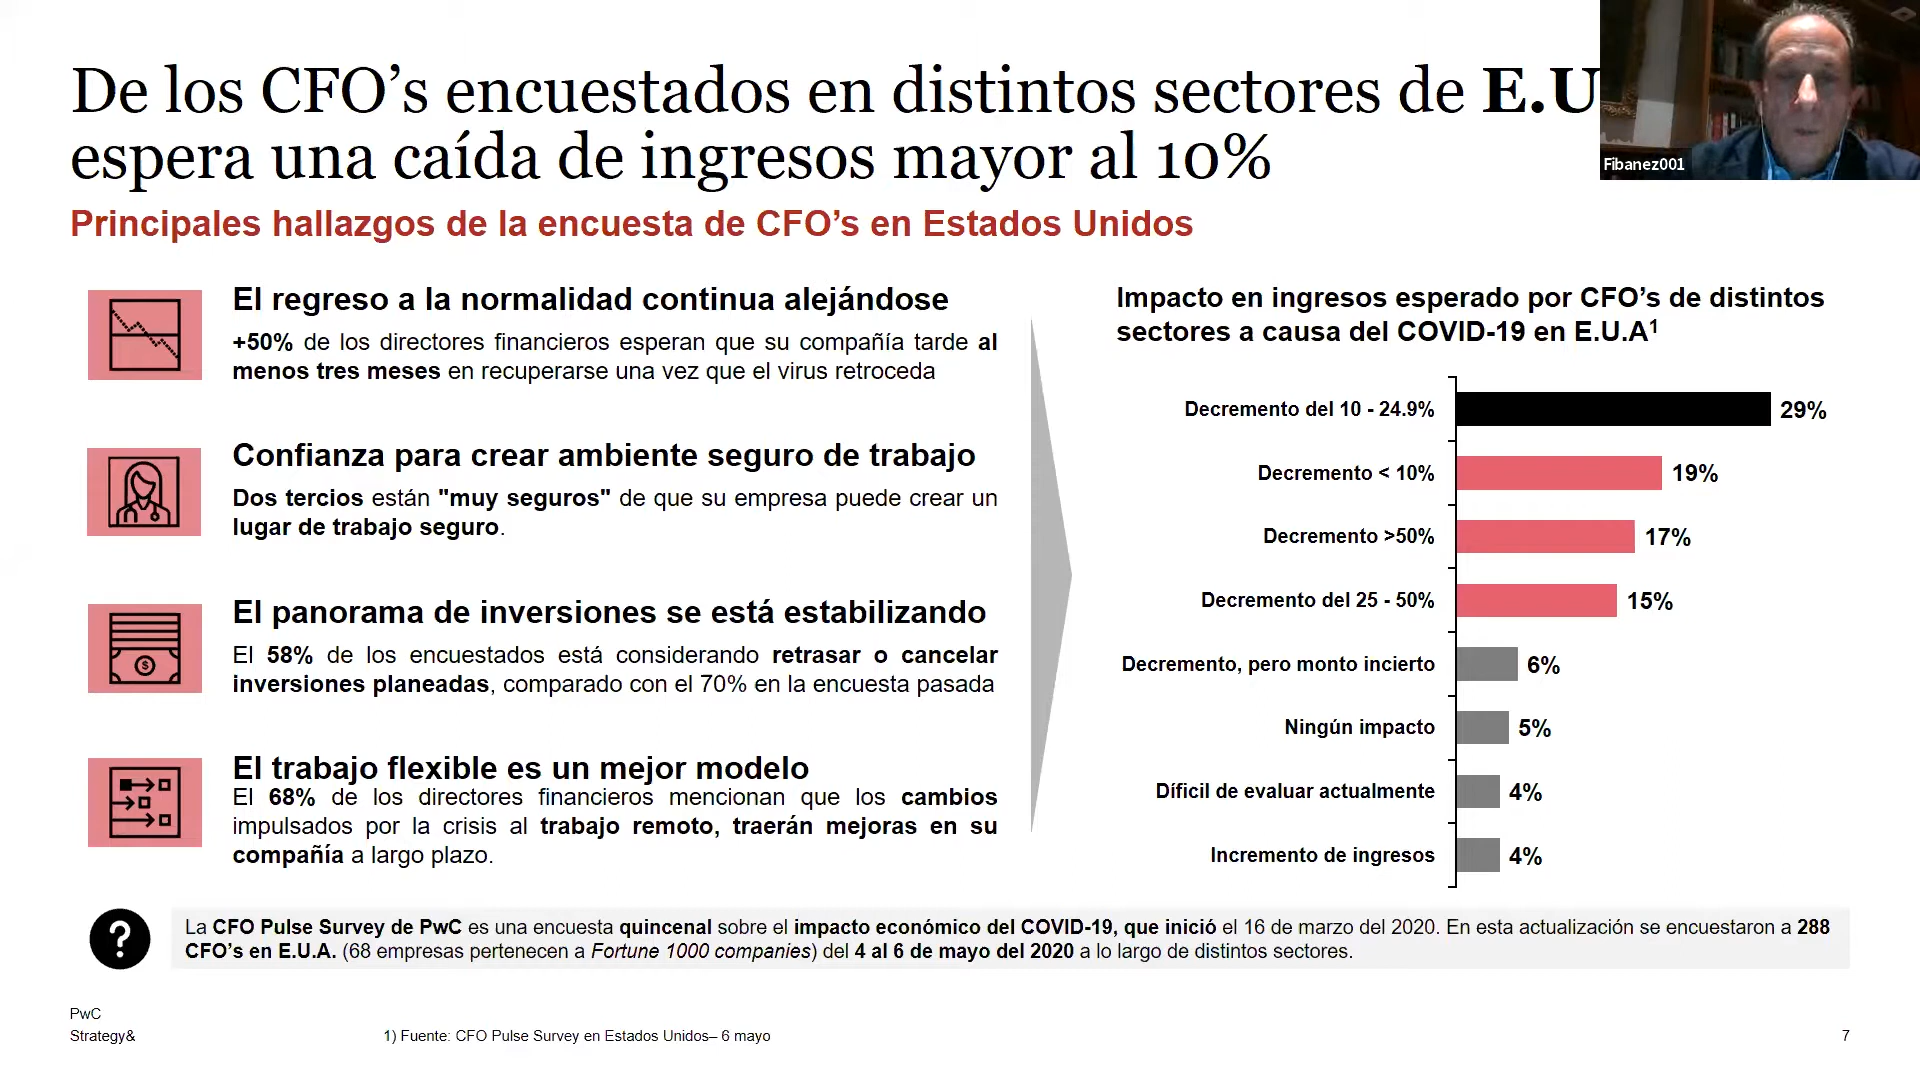 De los CFO's encuestados en distintos sectores de E.U
espera una caída de ingresos mayor al 10%
Fibanez001
Principales hallazgos de la encuesta de CFO's en Estados Unidos
El regreso a la normalidad continua alejándose
+50% de los directores financieros esperan que su compañía tarde al
menos tres meses en recuperarse una vez que el virus retroceda
Confianza para crear ambiente seguro de trabajo
Dos tercios están "muy seguros" de que su empresa puede crear un
lugar de trabajo seguro.
El panorama de inversiones se está estabilizando
El 58% de los encuestados está considerando retrasar o cancelar
inversiones planeadas, comparado con el 70% en la encuesta pasada
El trabajo flexible es un mejor modelo
El 68% de los directores financieros mencionan que los cambios
impulsados por la crisis al trabajo remoto, traerán mejoras en su
compañía a largo plazo.
Impacto en ingresos esperado por CFO's de distintos
sectores a causa del COVID-19 en E.U.A¹
Decremento del 10 - 24.9% 29%
Decremento < 10% 19%
Decremento >50% 17%
Decremento del 25 - 50% 15%
Decremento, pero monto incierto 6%
Ningún impacto 5%
Díficil de evaluar actualmente 4%
Incremento de ingresos 4%
La CFO Pulse Survey de PwC es una encuesta quincenal sobre el impacto económico del COVID-19, que inició el 16 de marzo del 2020. En esta actualización se encuestaron a 288
CFO's en E.U.A. (68 empresas pertenecen a Fortune 1000 companies) del 4 al 6 de mayo del 2020 a lo largo de distintos sectores.
PwC
Strategy&
1) Fuente: CFO Pulse Survey en Estados Unidos– 6 mayo
7